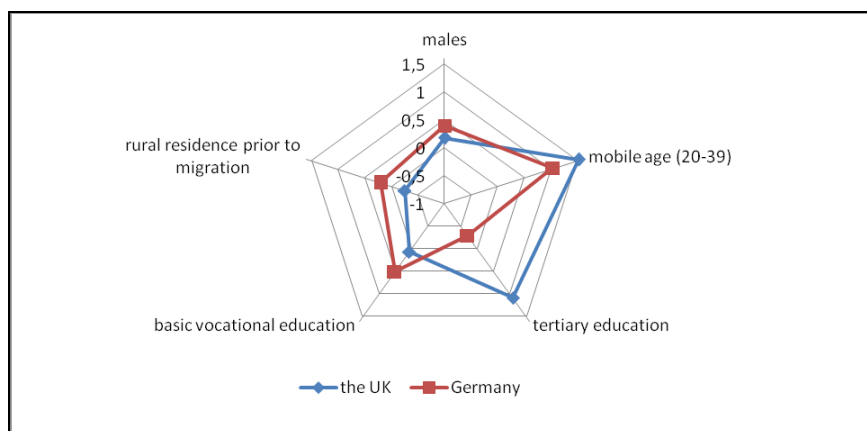 males
1,5
1
0,5
0
-0,5
-1
rural residence prior to
migration
mobile age (20-39)
basic vocational education
tertiary education
the UK
Germany